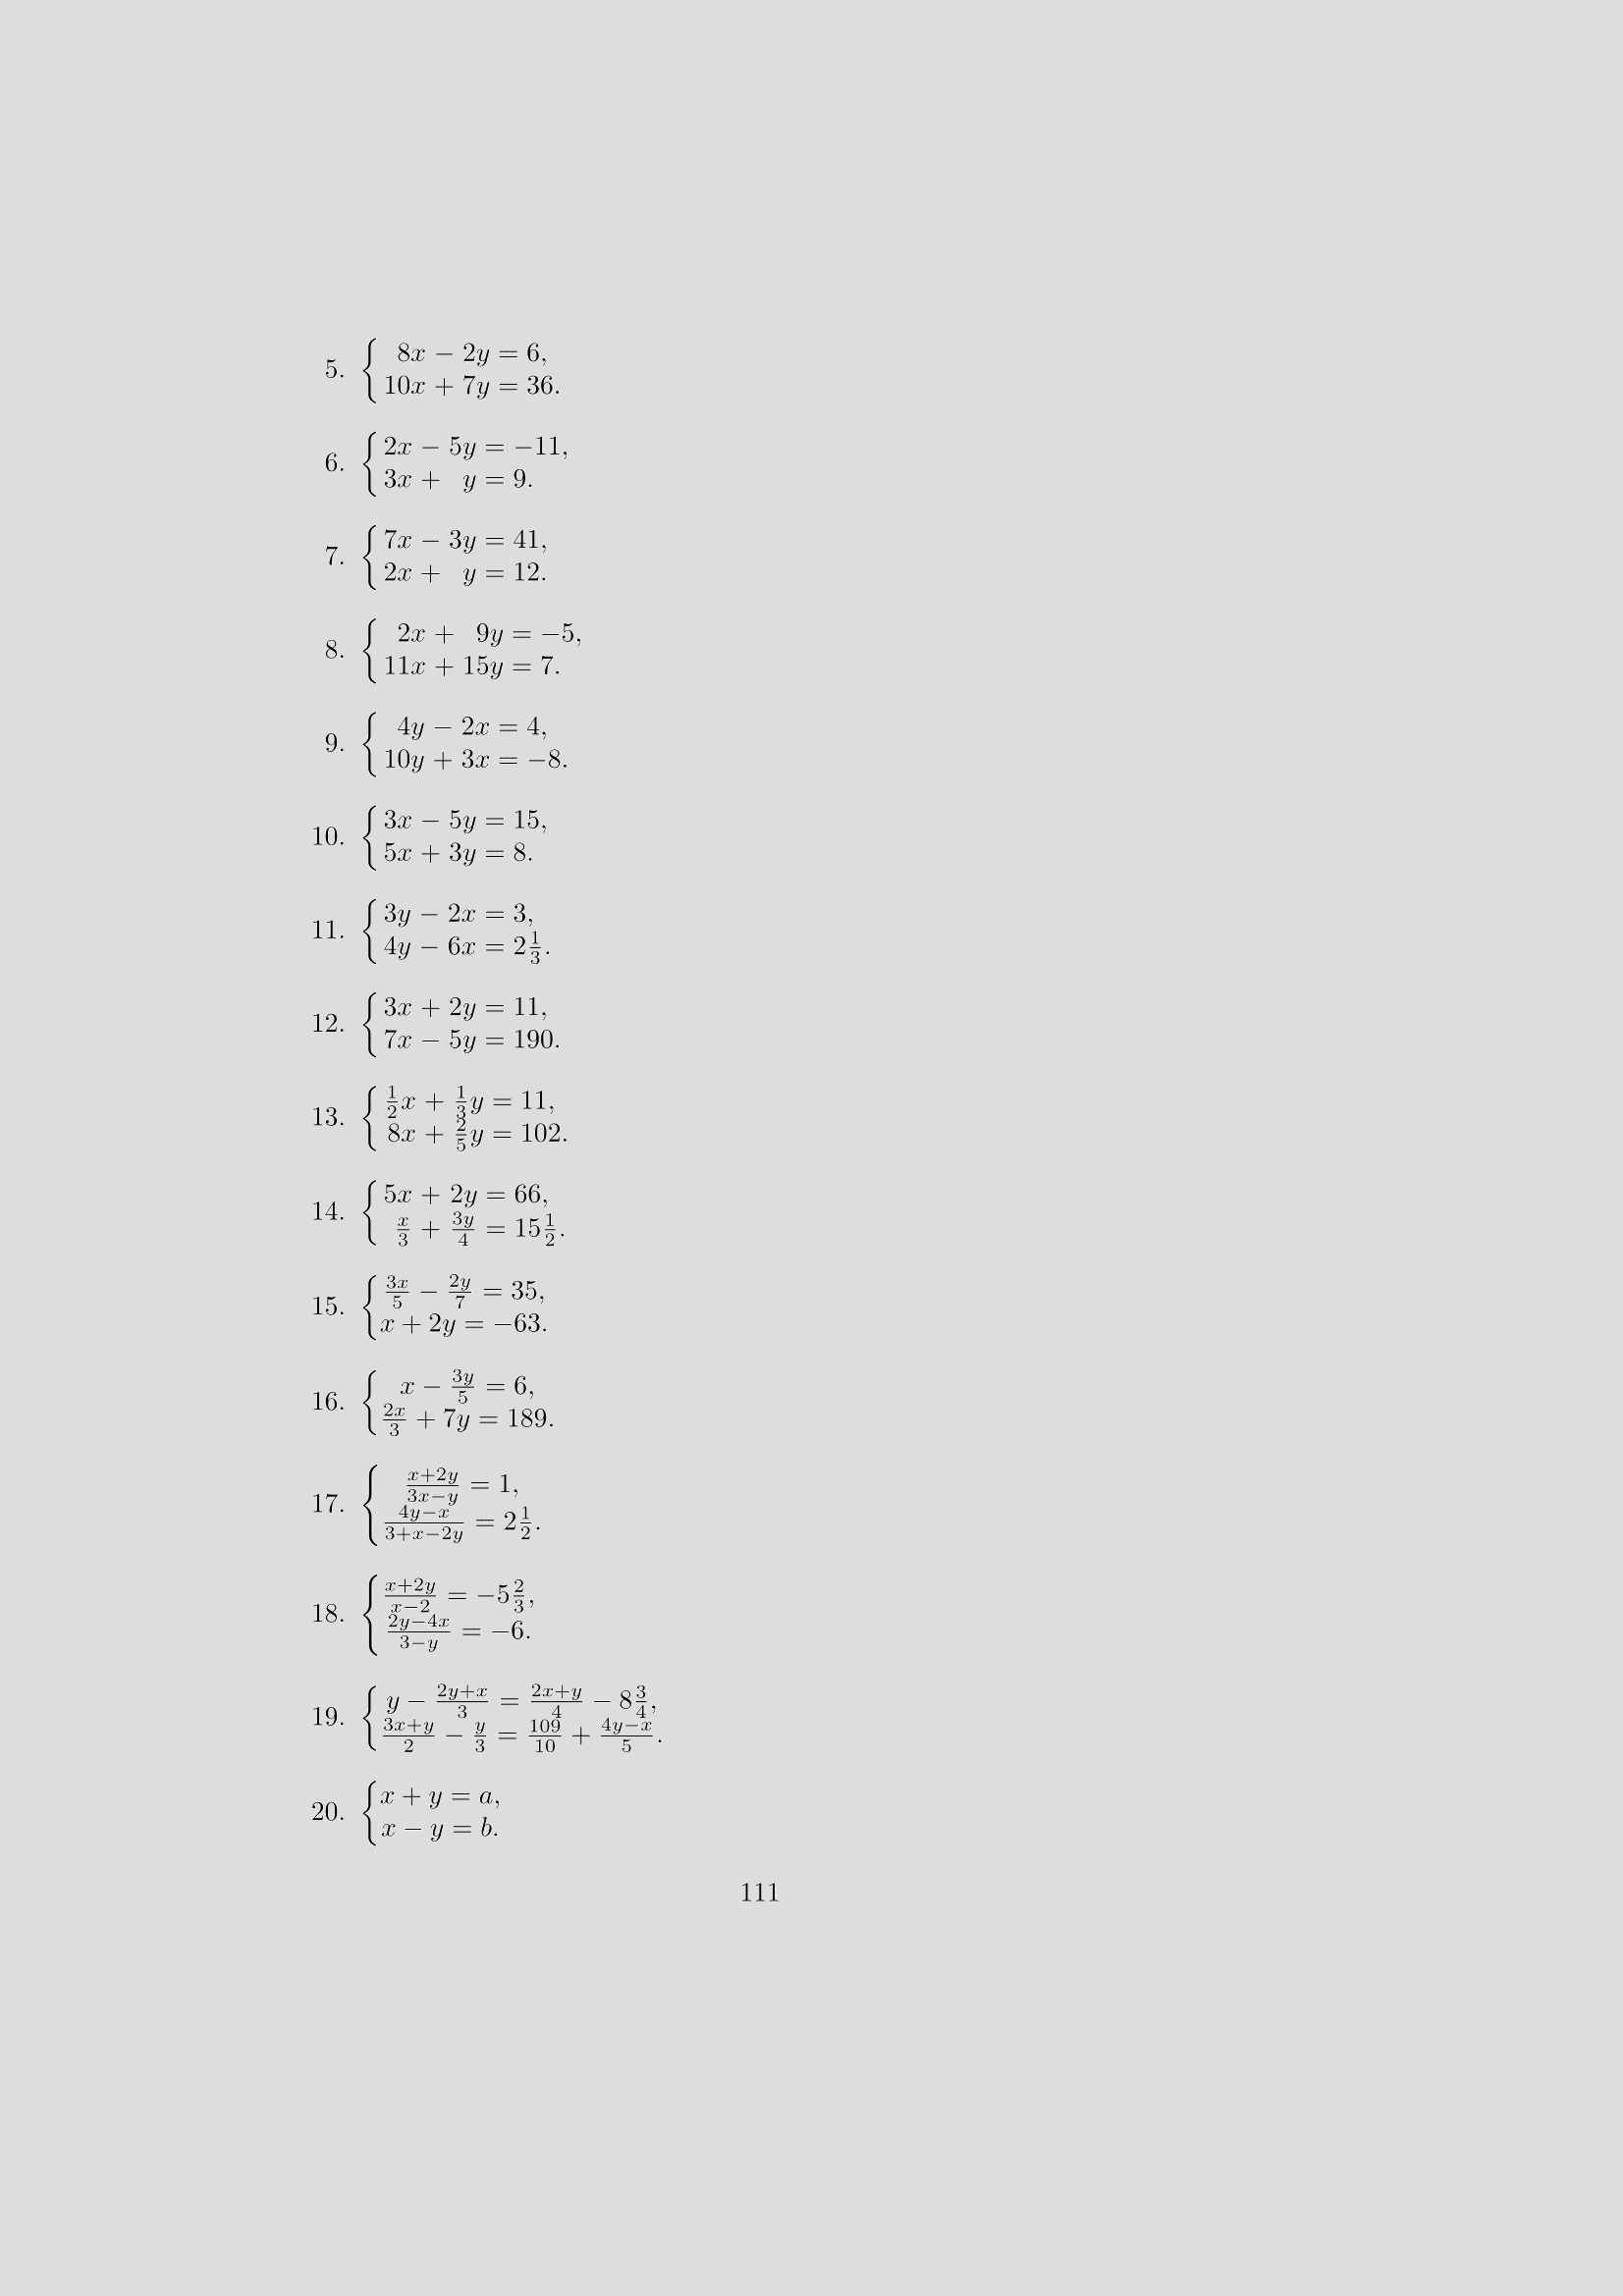 5. { 8x − 2y = 6,
10x + 7y = 36.
6. { 2x − 5y = −11,
3x + y = 9.
7. { 7x − 3y = 41,
2x + y = 12.
8. { 2x + 9y = −5,
11x + 15y = 7.
9. { 4y − 2x = 4,
10y + 3x = −8.
10. { 3x − 5y = 15,
5x + 3y = 8.
11. { 3y − 2x = 3,
4y − 6x = 2 1/3.
12. { 3x + 2y = 11,
7x − 5y = 190.
13. { 1/2 x + 1/3 y = 11,
8x + 2/5 y = 102.
14. { 5x + 2y = 66,
x/3 + 3y/4 = 15 1/2.
15. { 3x/5 − 2y/7 = 35,
x + 2y = −63.
16. { x − 3y/5 = 6,
2x/3 + 7y = 189.
17. { (x+2y)/(3x−y) = 1,
(4y−x)/(3+x−2y) = 2 1/2.
18. { (x+2y)/(x−2) = −5 2/3,
(2y−4x)/(3−y) = −6.
19. { y − (2y+x)/3 = (2x+y)/4 − 8 3/4,
(3x+y)/2 − y/3 = 109/10 + (4y−x)/5.
20. { x + y = a,
x − y = b.
111